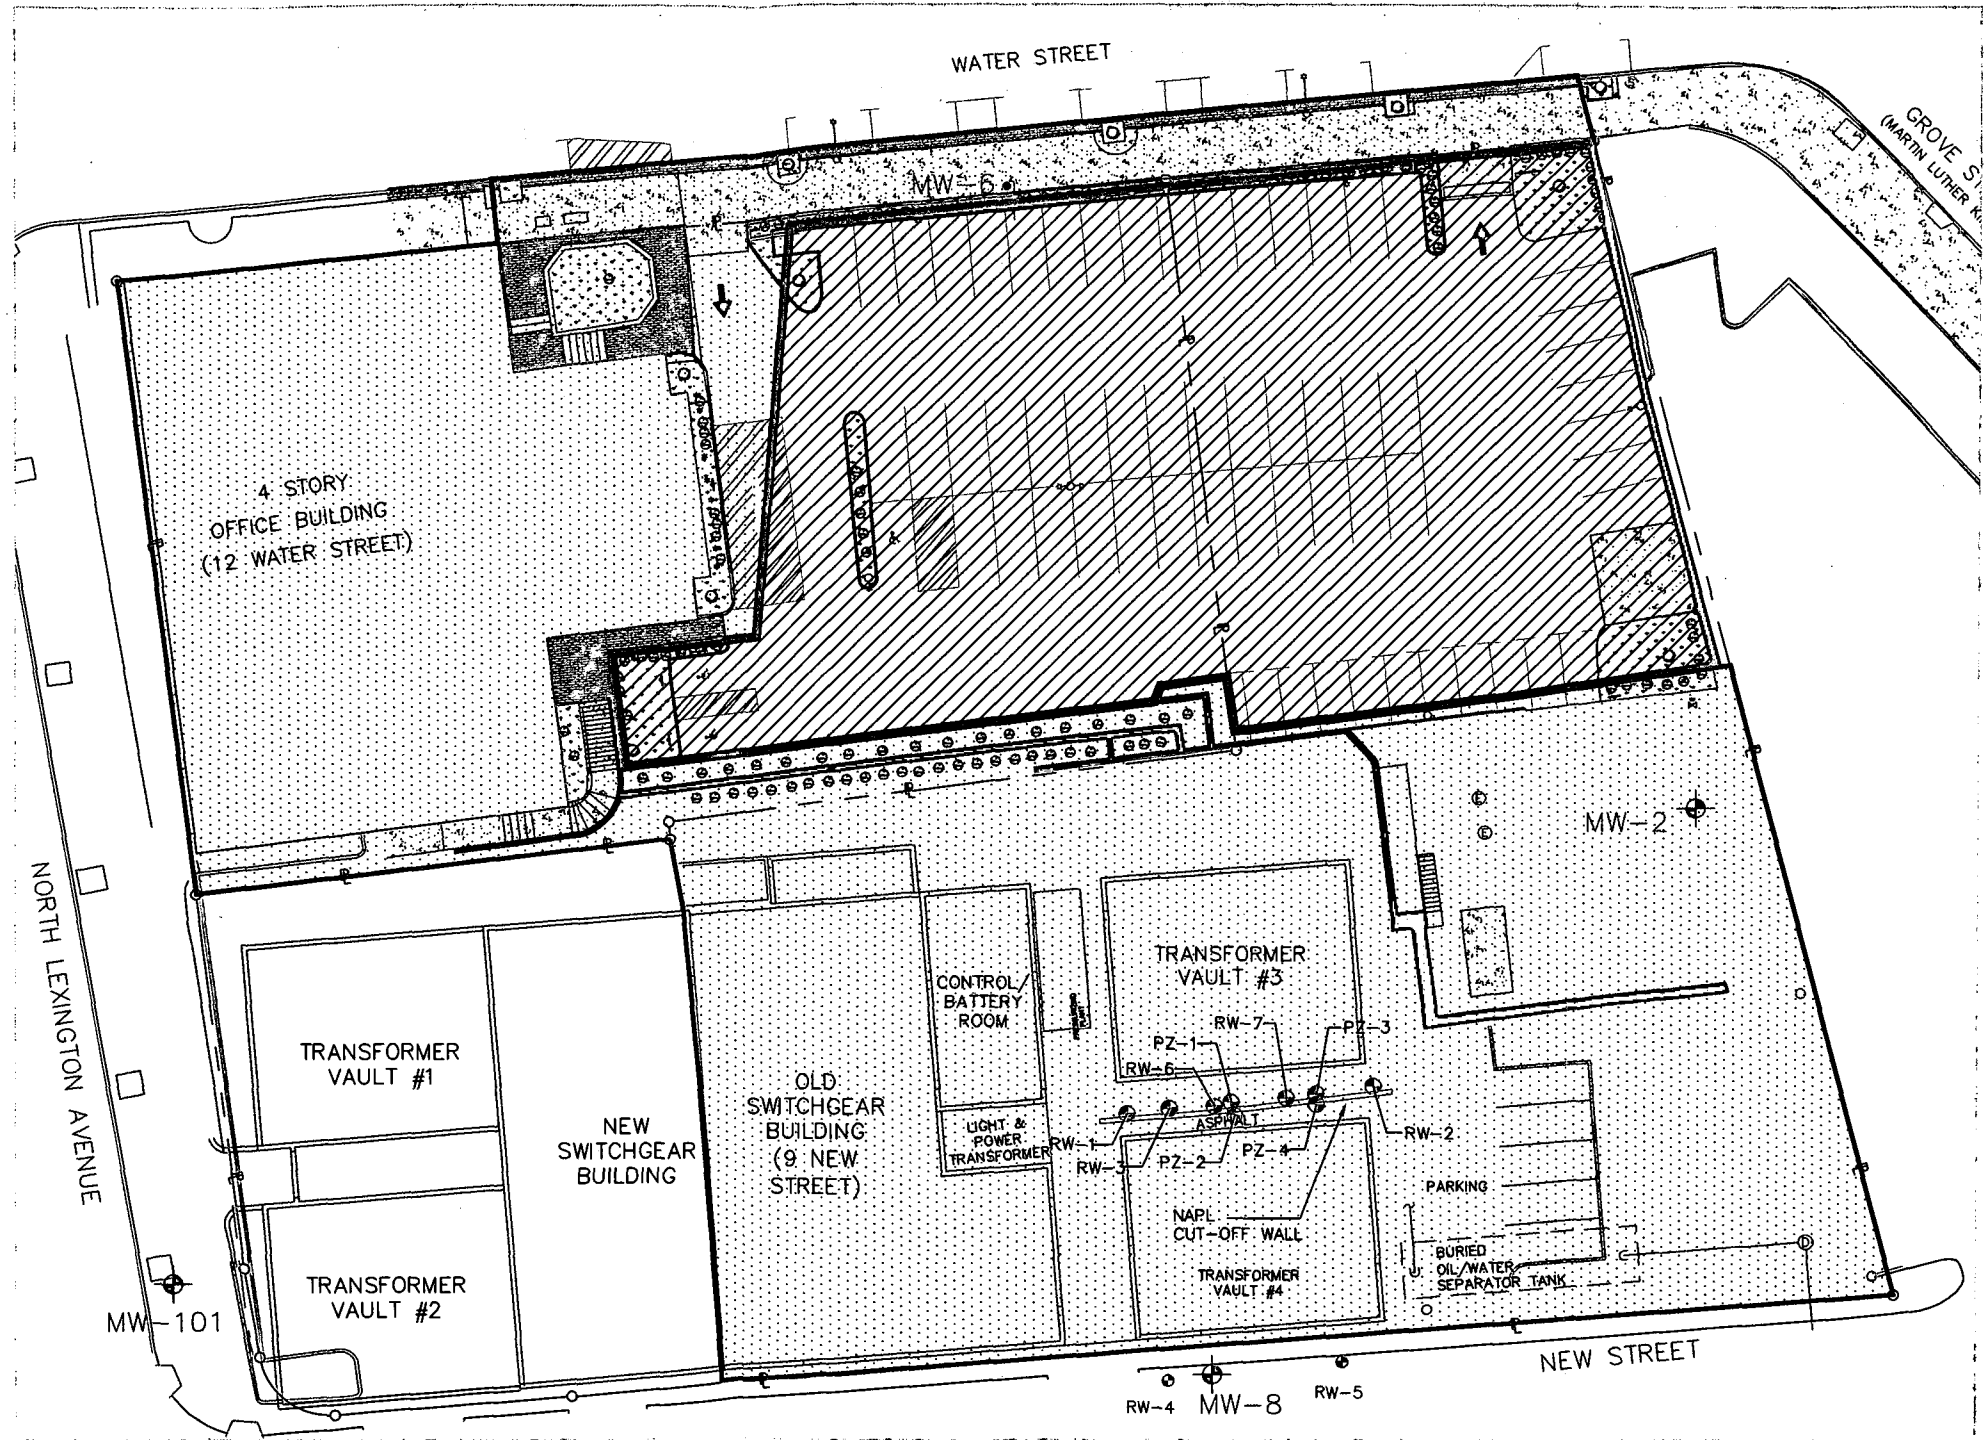 WATER STREET
GROVE S
(MARTIN LUTHER K
MW-6
4 STORY
OFFICE BUILDING
(12 WATER STREET)
MW-2
NORTH LEXINGTON AVENUE
TRANSFORMER
VAULT #3
CONTROL/
BATTERY
ROOM
PLANT
RW-7
PZ-3
PZ-1
RW-6
TRANSFORMER
VAULT #1
OLD
SWITCHGEAR
BUILDING
(9 NEW
STREET)
NEW
SWITCHGEAR
BUILDING
LIGHT &
POWER
TRANSFORMER
ASPHALT
RW-1
RW-3
PZ-2
PZ-4
RW-2
PARKING
NAPL
CUT-OFF WALL
BURIED
OIL/WATER
SEPARATOR TANK
TRANSFORMER
VAULT #4
TRANSFORMER
VAULT #2
MW-101
NEW STREET
RW-4
MW-8
RW-5
E
E
D